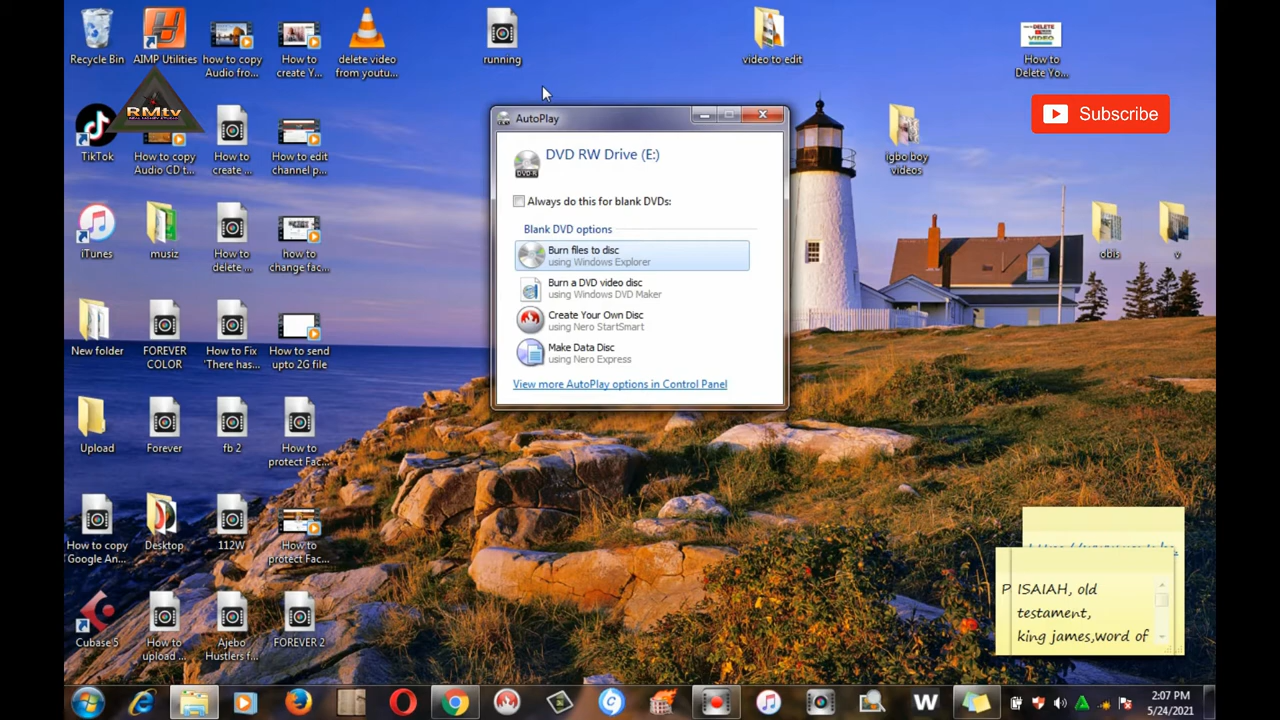 Recycle Bin
AIMP Utilities
how to copy
Audio fro...
How to
create Y...
delete video
from youtu...
running
video to edit
How to
Delete Yo...
RMtv
Subscribe
TikTok
How to copy
Audio CD t...
How to
create ...
How to edit
channel p...
igbo boy
videos
iTunes
musiz
How to
delete ...
how to
change fac...
obis
v
New folder
FOREVER
COLOR
How to Fix
'There has...
How to send
upto 2G file
Upload
Forever
fb 2
How to
protect Fac...
How to copy
Google An...
Desktop
112W
How to
protect Fac...
Cubase 5
How to
upload ...
Ajebo
Hustlers f...
FOREVER 2
AutoPlay
DVD RW Drive (E:)
DVD-R
Always do this for blank DVDs:
Blank DVD options
Burn files to disc
using Windows Explorer
Burn a DVD video disc
using Windows DVD Maker
Create Your Own Disc
using Nero StartSmart
Make Data Disc
using Nero Express
View more AutoPlay options in Control Panel
P ISAIAH, old
testament,
king james,word of
W
2:07 PM
5/24/2021